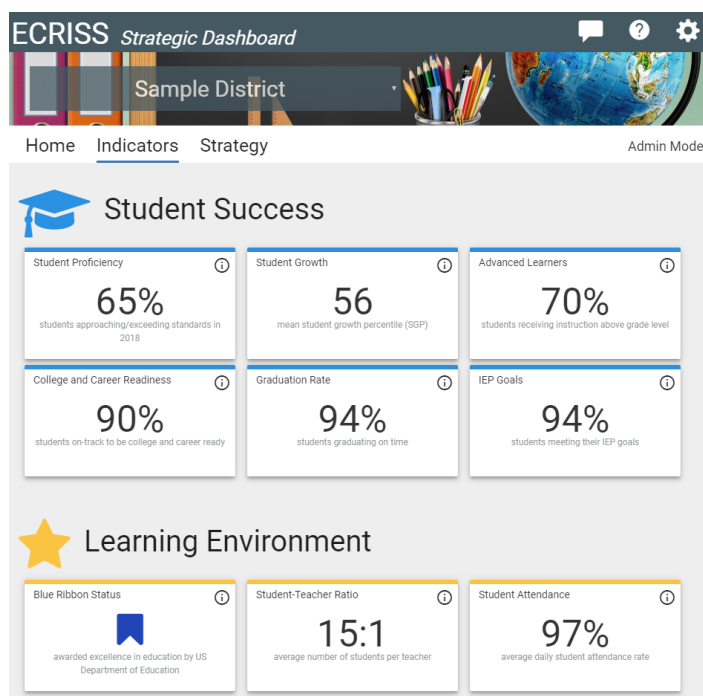 ECRISS Strategic Dashboard
Sample District
Home Indicators Strategy Admin Mode
Student Success
Student Proficiency
65%
students approaching/exceeding standards in
2018
Student Growth
56
mean student growth percentile (SGP)
Advanced Learners
70%
students receiving instruction above grade level
College and Career Readiness
90%
students on-track to be college and career ready
Graduation Rate
94%
students graduating on time
IEP Goals
94%
students meeting their IEP goals
Learning Environment
Blue Ribbon Status
awarded excellence in education by US
Department of Education
Student-Teacher Ratio
15:1
average number of students per teacher
Student Attendance
97%
average daily student attendance rate